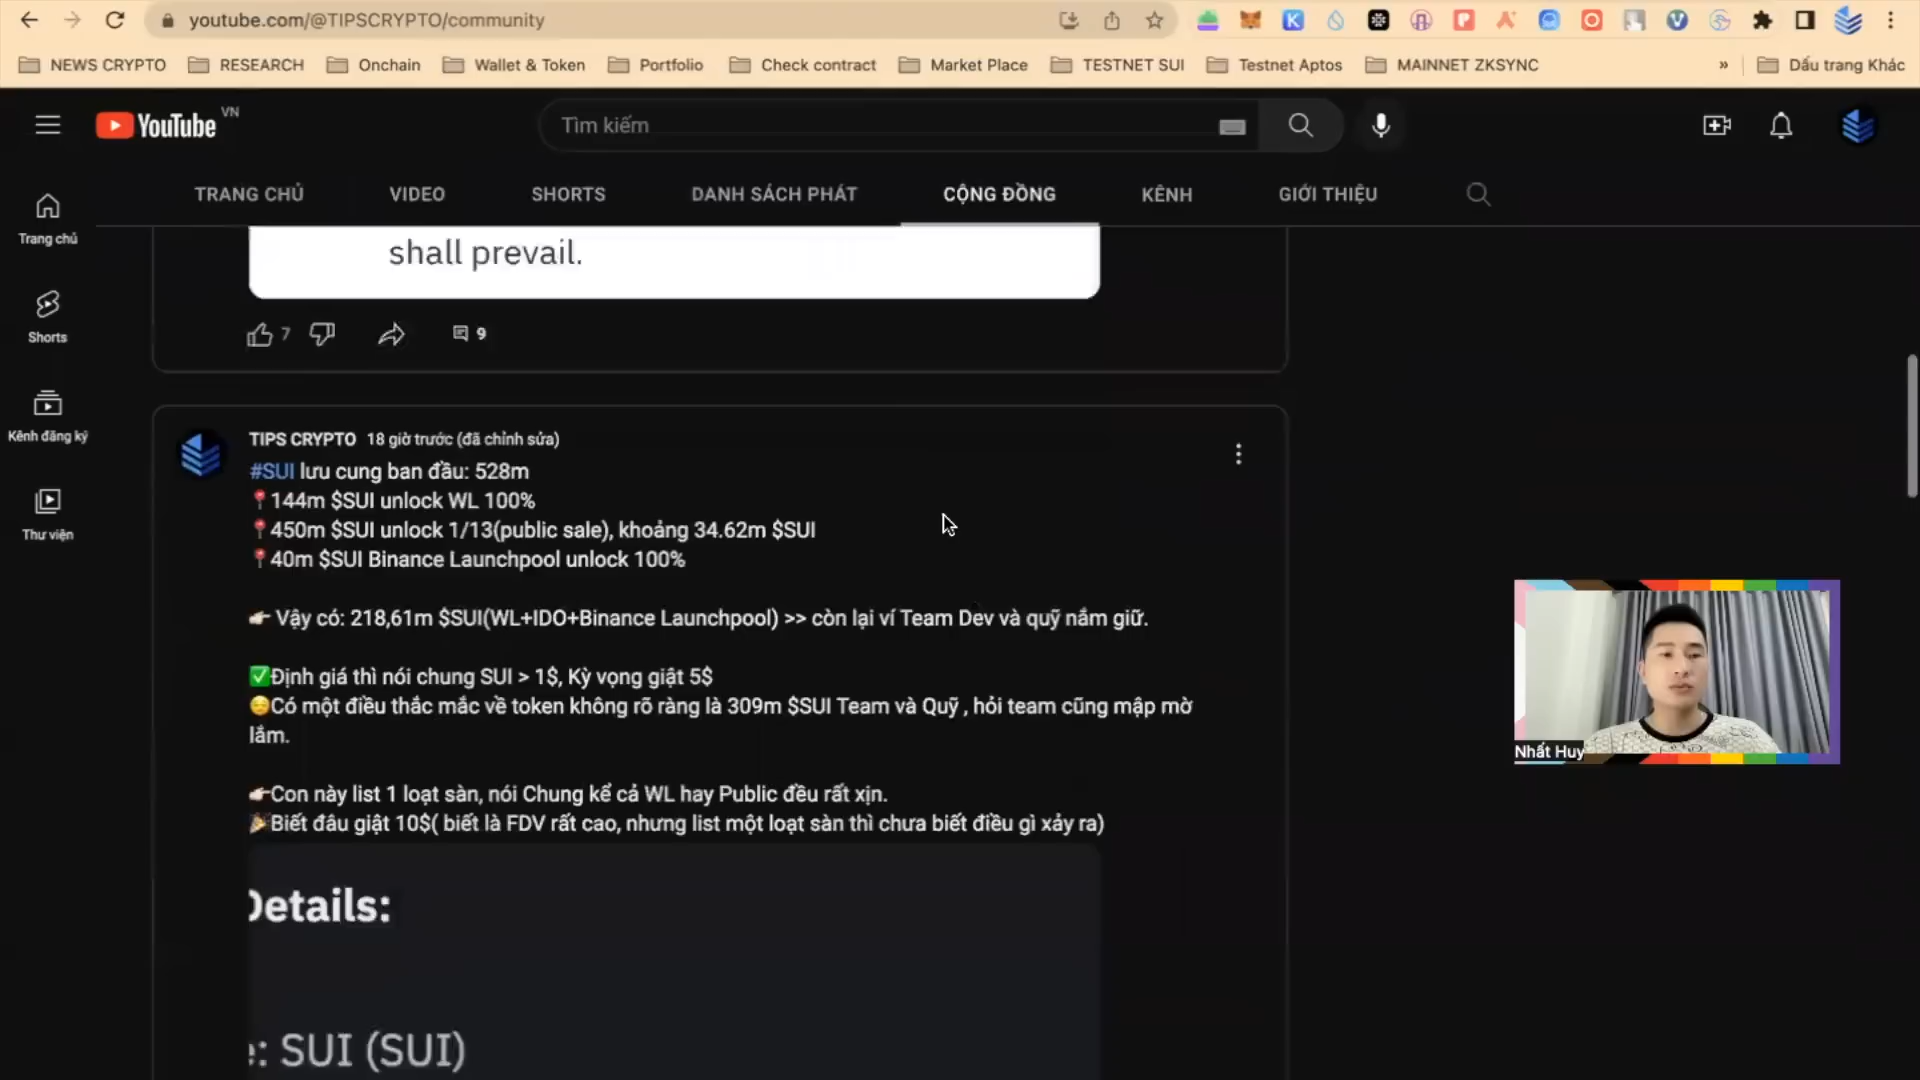 youtube.com/@TIPSCRYPTO/community
NEWS CRYPTO
RESEARCH
Onchain
Wallet & Token
Portfolio
Check contract
Market Place
TESTNET SUI
Testnet Aptos
MAINNET ZKSYNC
»
Dấu trang Khác
YouTube VN
Tìm kiếm
TRANG CHỦ
VIDEO
SHORTS
DANH SÁCH PHÁT
CỘNG ĐỒNG
KÊNH
GIỚI THIỆU
Trang chủ
Shorts
Kênh đăng ký
Thư viện
shall prevail.
7
9
TIPS CRYPTO 18 giờ trước (đã chỉnh sửa)
#SUI lưu cung ban đầu: 528m
📍144m $SUI unlock WL 100%
📍450m $SUI unlock 1/13(public sale), khoảng 34.62m $SUI
📍40m $SUI Binance Launchpool unlock 100%
👉 Vậy có: 218,61m $SUI(WL+IDO+Binance Launchpool) >> còn lại ví Team Dev và quỹ nắm giữ.
✅Định giá thì nói chung SUI > 1$, Kỳ vọng giật 5$
😔Có một điều thắc mắc về token không rõ ràng là 309m $SUI Team và Quỹ , hỏi team cũng mập mờ
lắm.
👉Con này list 1 loạt sàn, nói Chung kể cả WL hay Public đều rất xịn.
🎉Biết đâu giật 10$( biết là FDV rất cao, nhưng list một loạt sàn thì chưa biết điều gì xảy ra)
Details:
e: SUI (SUI)
Nhất Huy